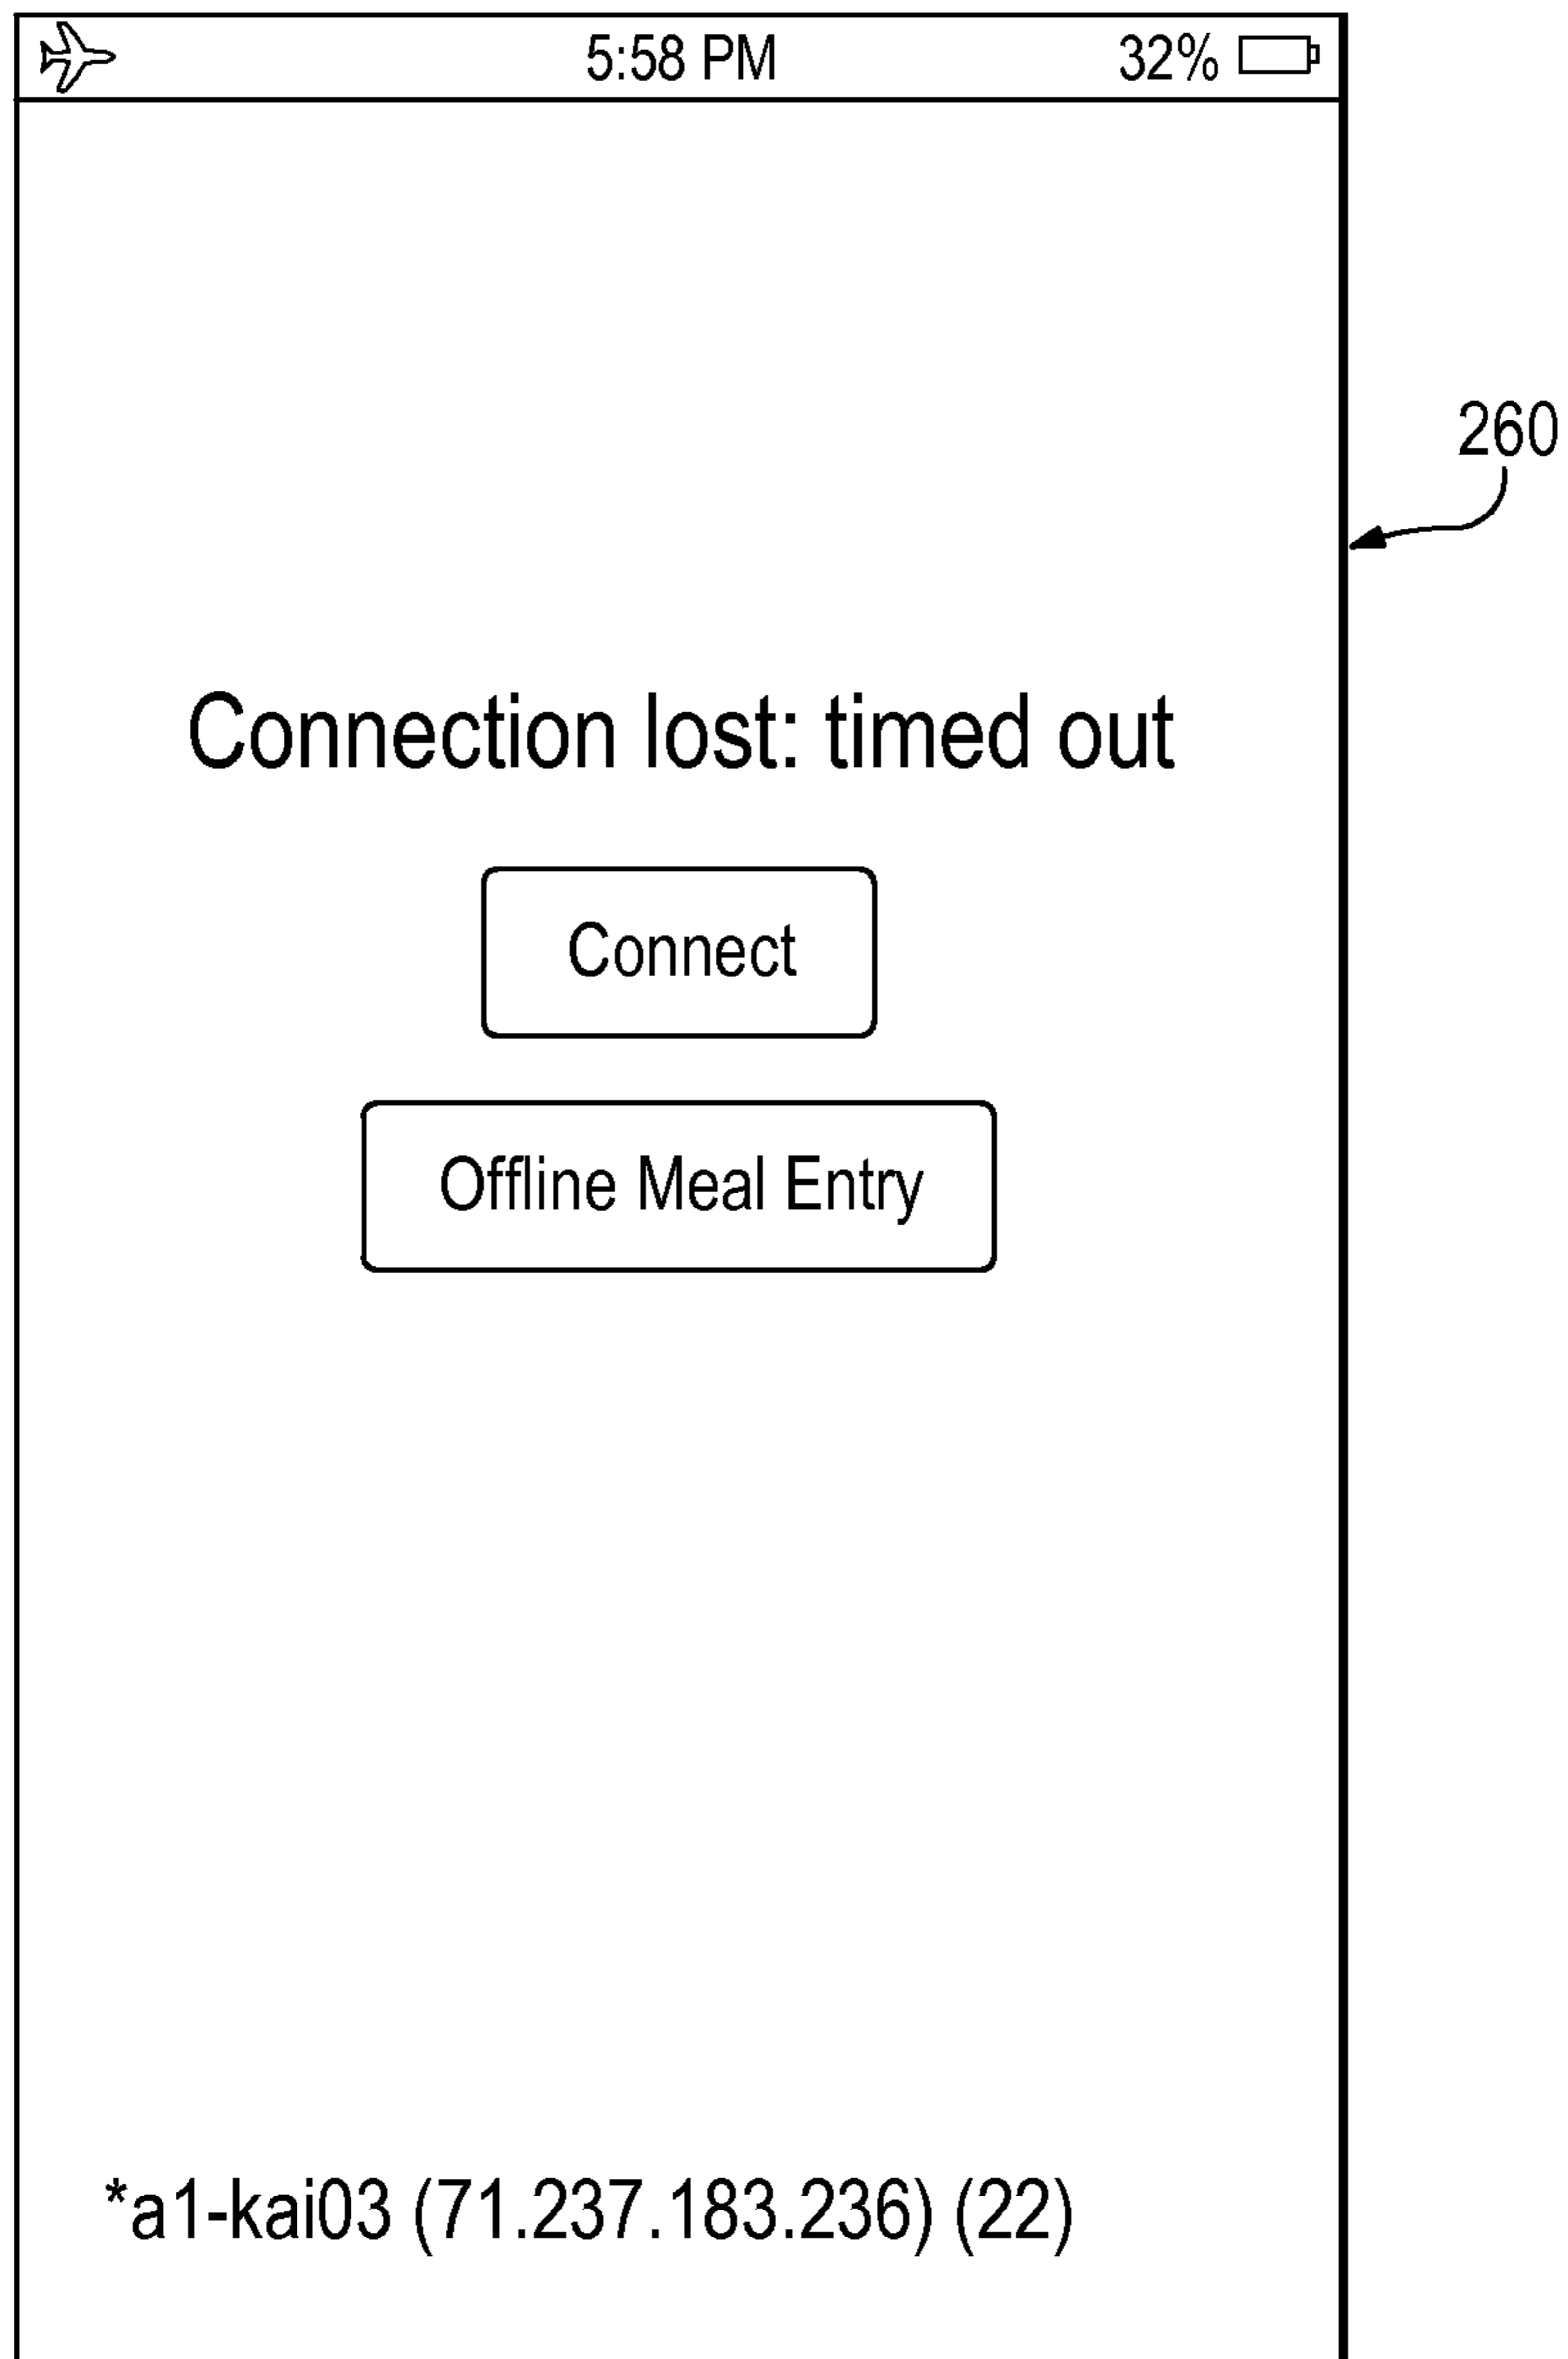 5:58 PM 32%
260
Connection lost: timed out
Connect
Offline Meal Entry
*a1-kai03 (71.237.183.236) (22)